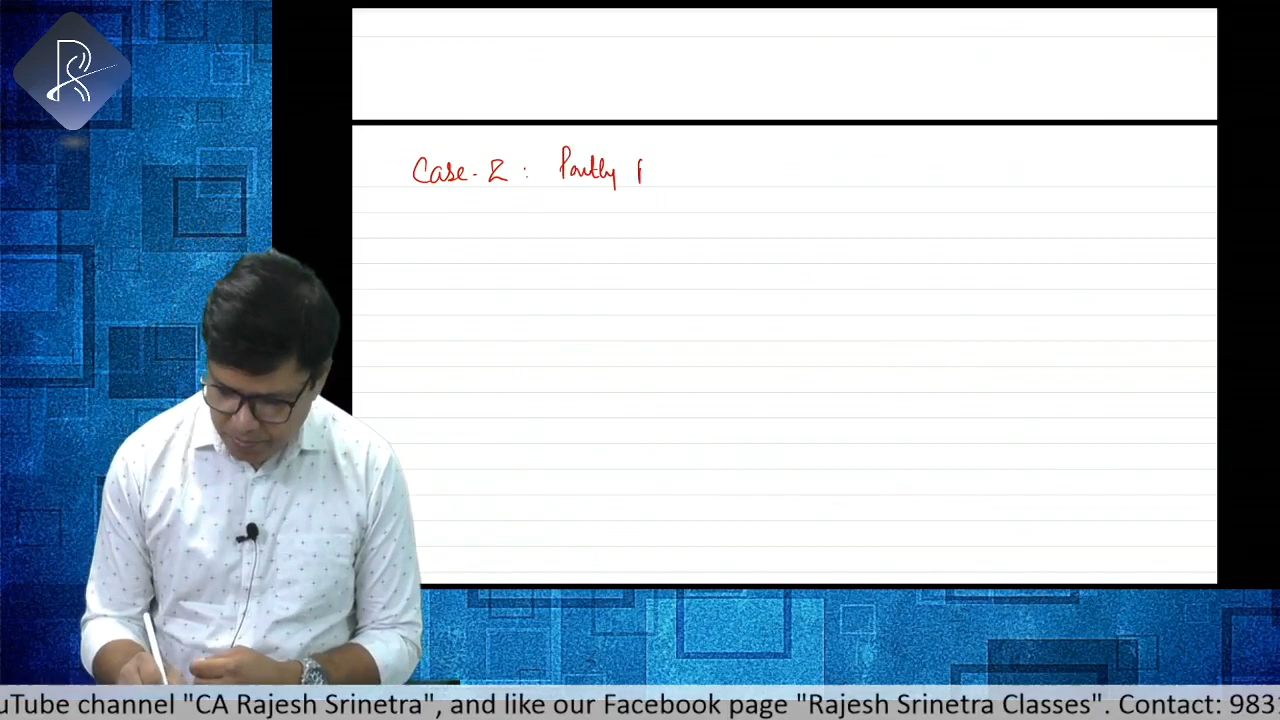 Case-2 : Partly
uTube channel "CA Rajesh Srinetra", and like our Facebook page "Rajesh Srinetra Classes". Contact: 983